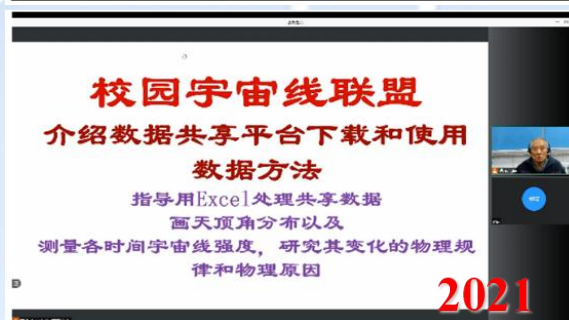 校园宇宙线联盟
介绍数据共享平台下载和使用
数据方法
指导用Excel处理共享数据
画天顶角分布以及
测量各时间宇宙线强度，研究其变化的物理规
律和物理原因
2021